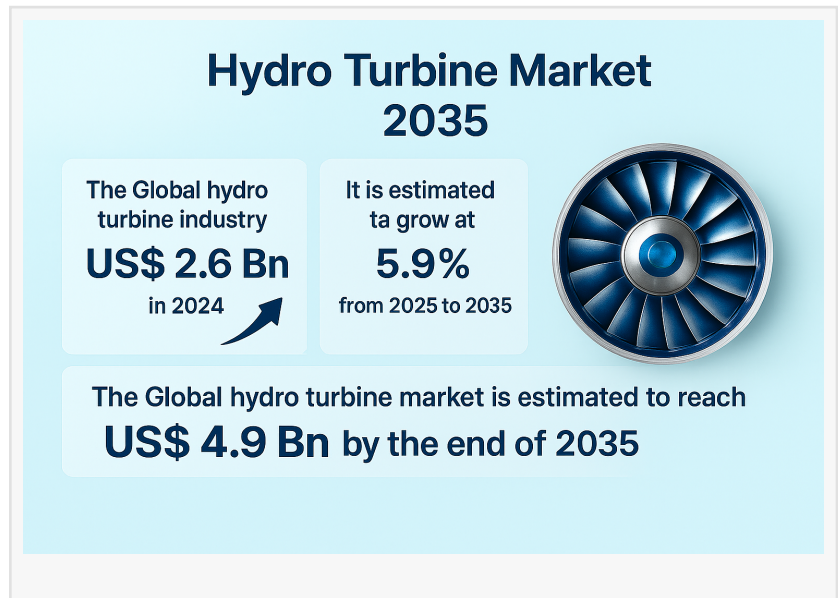 Hydro Turbine Market
2035
The Global hydro
turbine industry
US$ 2.6 Bn
in 2024
It is estimated
ta grow at
5.9%
from 2025 to 2035
The Global hydro turbine market is estimated to reach
US$ 4.9 Bn by the end of 2035